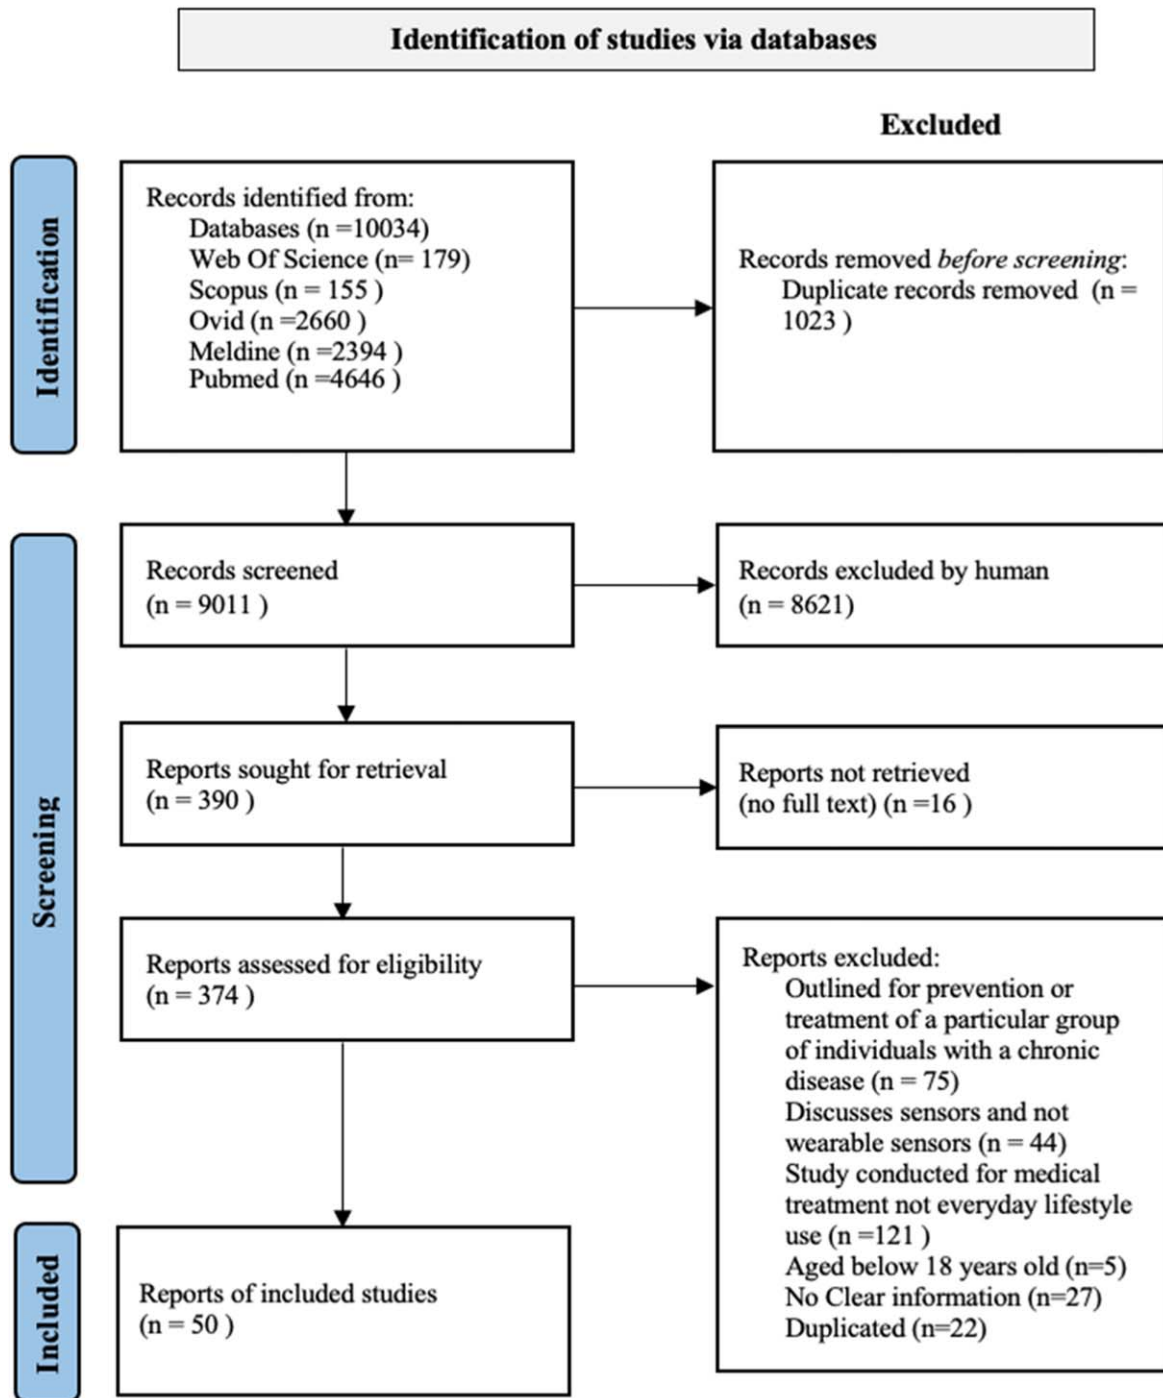 Identification of studies via databases
Excluded
Identification
Records identified from:
Databases (n =10034)
Web Of Science (n= 179)
Scopus (n = 155 )
Ovid (n =2660 )
Meldine (n =2394 )
Pubmed (n =4646 )
Records removed before screening:
Duplicate records removed (n =
1023 )
Screening
Records screened
(n = 9011 )
Records excluded by human
(n = 8621)
Reports sought for retrieval
(n = 390 )
Reports not retrieved
(no full text) (n =16 )
Reports assessed for eligibility
(n = 374 )
Reports excluded:
Outlined for prevention or
treatment of a particular group
of individuals with a chronic
disease (n = 75)
Discusses sensors and not
wearable sensors (n = 44)
Study conducted for medical
treatment not everyday lifestyle
use (n =121 )
Aged below 18 years old (n=5)
No Clear information (n=27)
Duplicated (n=22)
Included
Reports of included studies
(n = 50 )